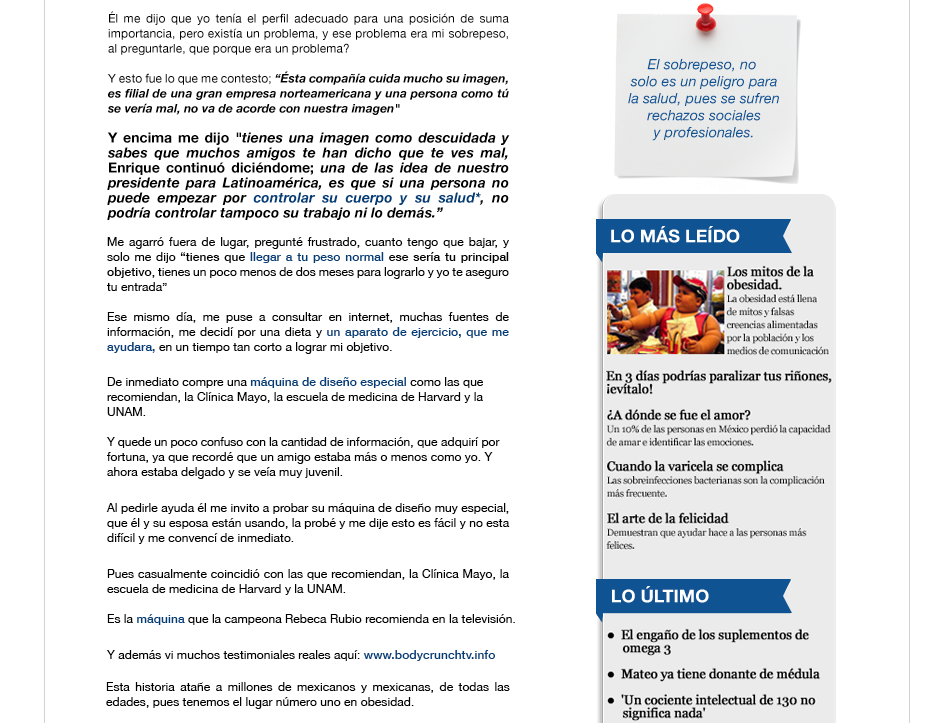 Él me dijo que yo tenía el perfil adecuado para una posición de suma
importancia, pero existía un problema, y ese problema era mi sobrepeso,
al preguntarle, que porque era un problema?
Y esto fue lo que me contesto; “Ésta compañía cuida mucho su imagen,
es filial de una gran empresa norteamericana y una persona como tú
se vería mal, no va de acorde con nuestra imagen"
Y encima me dijo "tienes una imagen como descuidada y
sabes que muchos amigos te han dicho que te ves mal,
Enrique continuó diciéndome; una de las idea de nuestro
presidente para Latinoamérica, es que si una persona no
puede empezar por controlar su cuerpo y su salud*, no
podría controlar tampoco su trabajo ni lo demás.”
Me agarró fuera de lugar, pregunté frustrado, cuanto tengo que bajar, y
solo me dijo “tienes que llegar a tu peso normal ese sería tu principal
objetivo, tienes un poco menos de dos meses para lograrlo y yo te aseguro
tu entrada”
Ese mismo día, me puse a consultar en internet, muchas fuentes de
información, me decidí por una dieta y un aparato de ejercicio, que me
ayudara, en un tiempo tan corto a lograr mi objetivo.
De inmediato compre una máquina de diseño especial como las que
recomiendan, la Clínica Mayo, la escuela de medicina de Harvard y la
UNAM.
Y quede un poco confuso con la cantidad de información, que adquirí por
fortuna, ya que recordé que un amigo estaba más o menos como yo. Y
ahora estaba delgado y se veía muy juvenil.
Al pedirle ayuda él me invito a probar su máquina de diseño muy especial,
que él y su esposa están usando, la probé y me dije esto es fácil y no esta
difícil y me convencí de inmediato.
Pues casualmente coincidió con las que recomiendan, la Clínica Mayo, la
escuela de medicina de Harvard y la UNAM.
Es la máquina que la campeona Rebeca Rubio recomienda en la televisión.
Y además vi muchos testimoniales reales aquí: www.bodycrunchtv.info
Esta historia atañe a millones de mexicanos y mexicanas, de todas las
edades, pues tenemos el lugar número uno en obesidad.
El sobrepeso, no
solo es un peligro para
la salud, pues se sufren
rechazos sociales
y profesionales.
LO MÁS LEÍDO
Los mitos de la
obesidad.
La obesidad está llena
de mitos y falsas
creencias alimentadas
por la población y los
medios de comunicación
En 3 días podrías paralizar tus riñones,
¡evítalo!
¿A dónde se fue el amor?
Un 10% de las personas en México perdió la capacidad
de amar e identificar las emociones.
Cuando la varicela se complica
Las sobreinfecciones bacterianas son la complicación
más frecuente.
El arte de la felicidad
Demuestran que ayudar hace a las personas más
felices.
LO ÚLTIMO
● El engaño de los suplementos de
omega 3
● Mateo ya tiene donante de médula
● 'Un cociente intelectual de 130 no
significa nada'